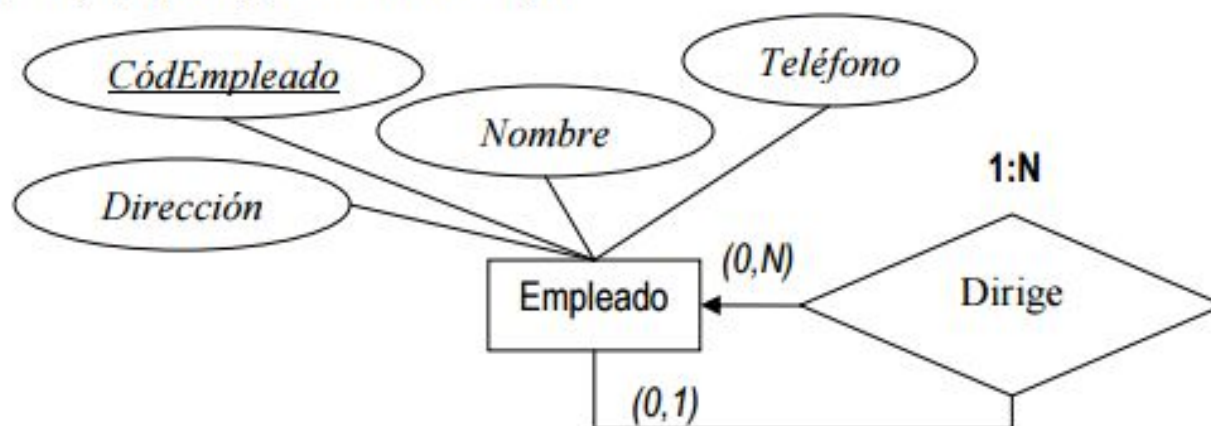 CódEmpleado
Teléfono
Nombre
Dirección
1:N
Empleado
(0,N)
Dirige
(0,1)